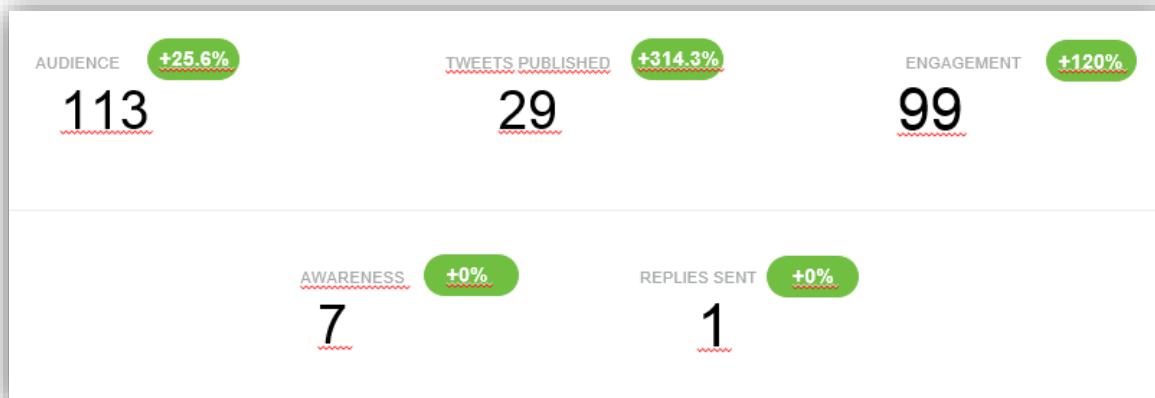 AUDIENCE +25.6%
TWEETS PUBLISHED +314.3%
ENGAGEMENT +120%
113
29
99
AWARENESS +0%
REPLIES SENT +0%
7
1